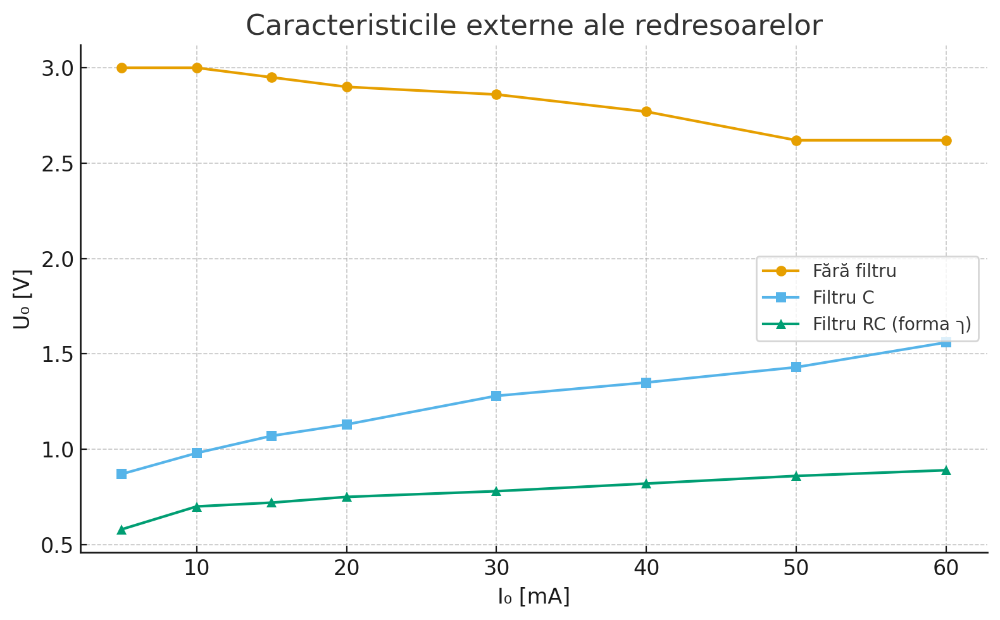 Caracteristicile externe ale redresoarelor
U₀ [V]
3.0
2.5
2.0
1.5
1.0
0.5
Fără filtru
Filtru C
Filtru RC (forma ┐)
10 20 30 40 50 60
I₀ [mA]